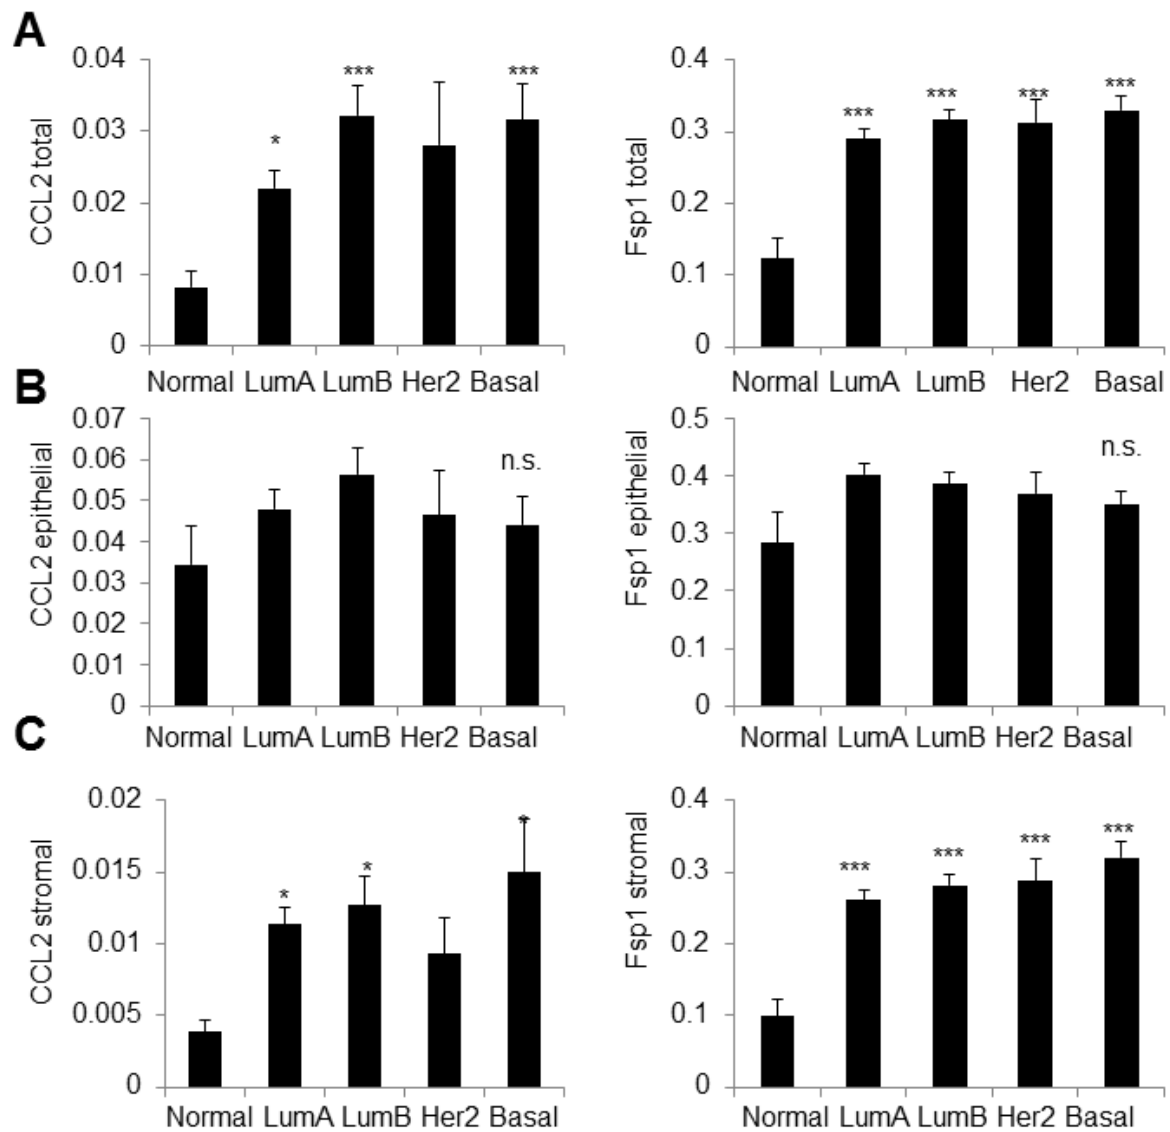 A
CCL2 total
0.04
0.03
0.02
0.01
0
* *** ***
Normal LumA LumB Her2 Basal
Fsp1 total
0.4
0.3
0.2
0.1
0
*** *** *** ***
Normal LumA LumB Her2 Basal
B
CCL2 epithelial
0.07
0.06
0.05
0.04
0.03
0.02
0.01
0
n.s.
Normal LumA LumB Her2 Basal
Fsp1 epithelial
0.5
0.4
0.3
0.2
0.1
0
n.s.
Normal LumA LumB Her2 Basal
C
CCL2 stromal
0.02
0.015
0.01
0.005
0
* * *
Normal LumA LumB Her2 Basal
Fsp1 stromal
0.4
0.3
0.2
0.1
0
*** *** *** ***
Normal LumA LumB Her2 Basal